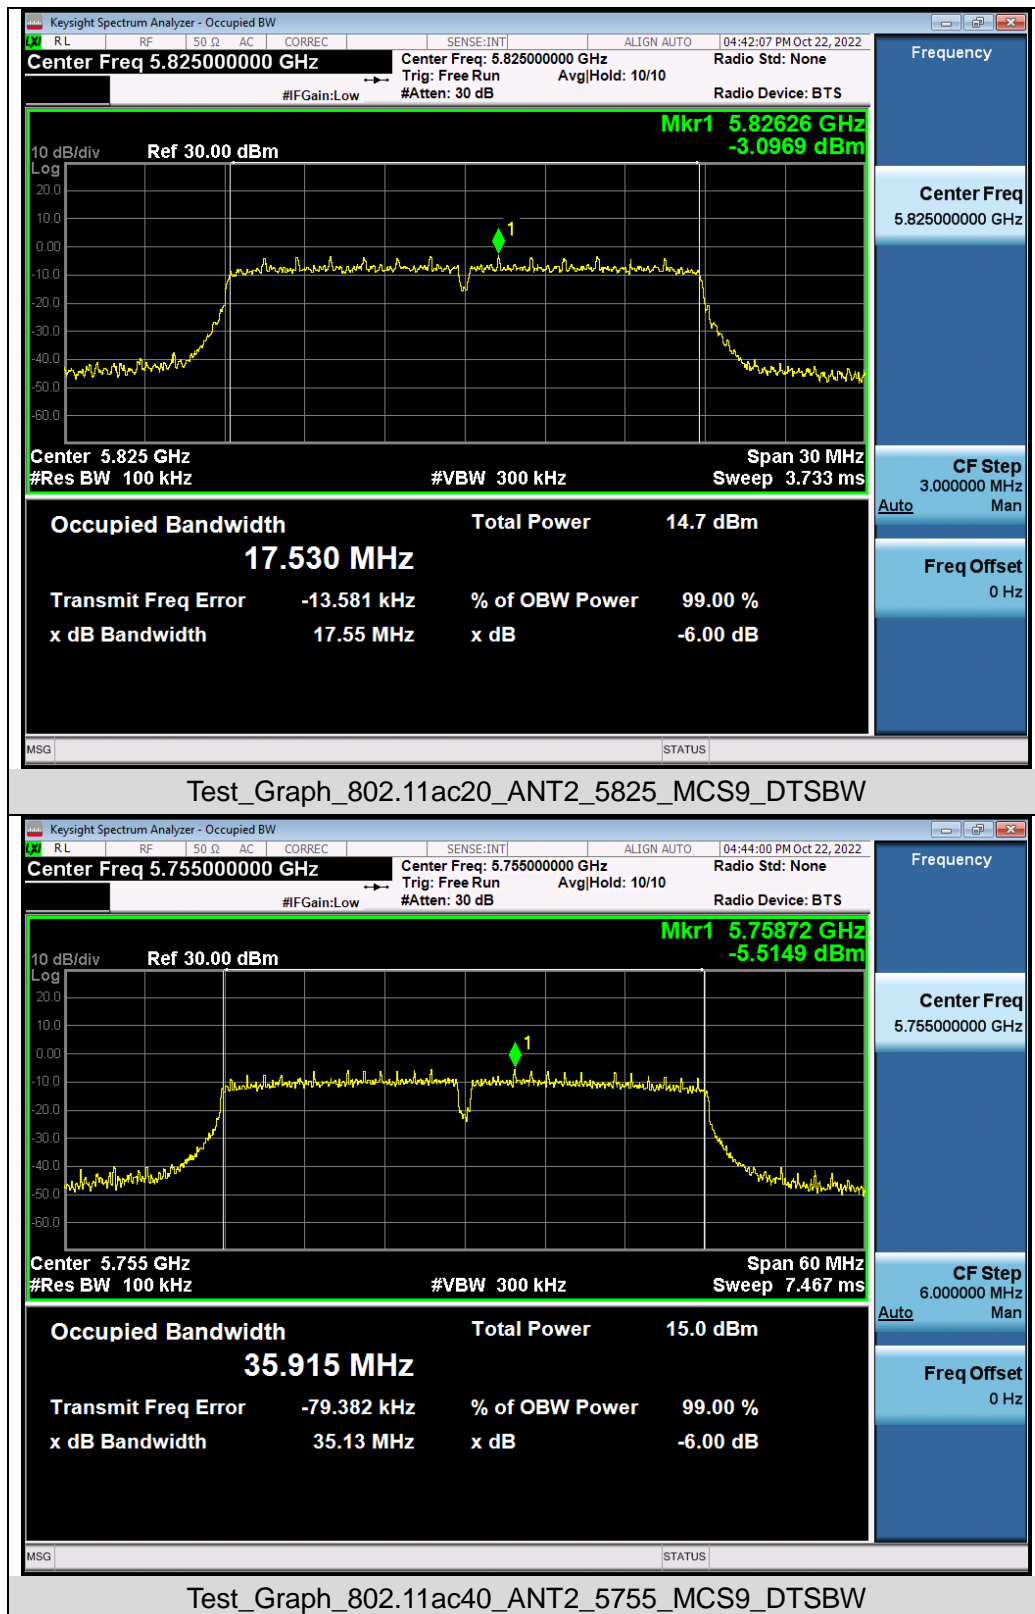 Keysight Spectrum Analyzer - Occupied BW
LXI RL RF 50 Ω AC CORREC SENSE:INT ALIGN AUTO 04:42:07 PM Oct 22, 2022
Center Freq 5.825000000 GHz
Center Freq: 5.825000000 GHz Radio Std: None
Trig: Free Run Avg|Hold: 10/10
#IFGain:Low #Atten: 30 dB Radio Device: BTS
Frequency
Mkr1 5.82626 GHz
10 dB/div Ref 30.00 dBm -3.0969 dBm
Log
20.0
10.0
0.00
-10.0
-20.0
-30.0
-40.0
-50.0
-60.0
1
Center 5.825 GHz Span 30 MHz
#Res BW 100 kHz #VBW 300 kHz Sweep 3.733 ms
Center Freq
5.825000000 GHz
CF Step
3.000000 MHz
Auto Man
Freq Offset
0 Hz
Occupied Bandwidth Total Power 14.7 dBm
17.530 MHz
Transmit Freq Error -13.581 kHz % of OBW Power 99.00 %
x dB Bandwidth 17.55 MHz x dB -6.00 dB
MSG STATUS
Test_Graph_802.11ac20_ANT2_5825_MCS9_DTSBW
Keysight Spectrum Analyzer - Occupied BW
LXI RL RF 50 Ω AC CORREC SENSE:INT ALIGN AUTO 04:44:00 PM Oct 22, 2022
Center Freq 5.755000000 GHz
Center Freq: 5.755000000 GHz Radio Std: None
Trig: Free Run Avg|Hold: 10/10
#IFGain:Low #Atten: 30 dB Radio Device: BTS
Frequency
Mkr1 5.75872 GHz
10 dB/div Ref 30.00 dBm -5.5149 dBm
Log
20.0
10.0
0.00
-10.0
-20.0
-30.0
-40.0
-50.0
-60.0
1
Center 5.755 GHz Span 60 MHz
#Res BW 100 kHz #VBW 300 kHz Sweep 7.467 ms
Center Freq
5.755000000 GHz
CF Step
6.000000 MHz
Auto Man
Freq Offset
0 Hz
Occupied Bandwidth Total Power 15.0 dBm
35.915 MHz
Transmit Freq Error -79.382 kHz % of OBW Power 99.00 %
x dB Bandwidth 35.13 MHz x dB -6.00 dB
MSG STATUS
Test_Graph_802.11ac40_ANT2_5755_MCS9_DTSBW